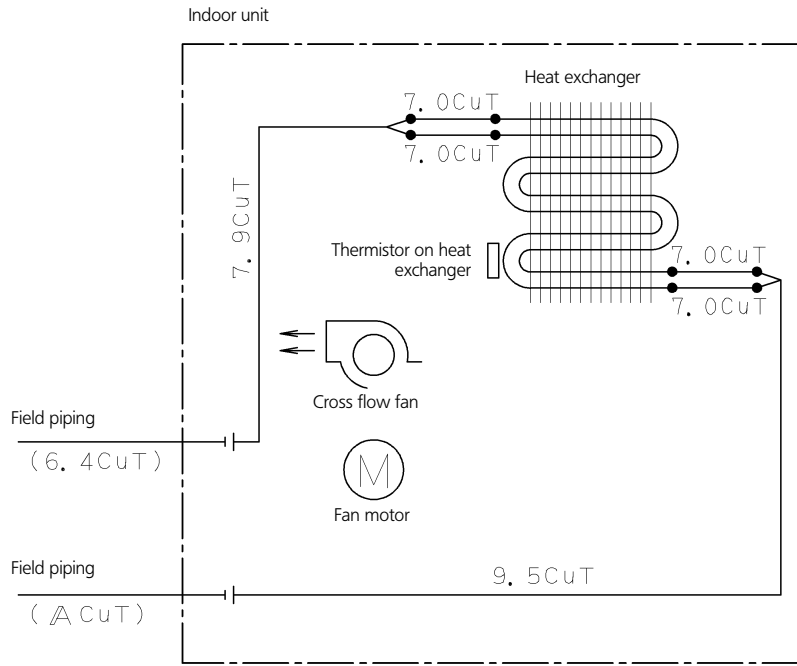 Indoor unit
Heat exchanger
7. 0CuT
7. 0CuT
7. 9CuT
Thermistor on heat
exchanger
7. 0CuT
7. 0CuT
Cross flow fan
Field piping
(6. 4CuT)
M
Fan motor
Field piping
(A CuT)
9. 5CuT